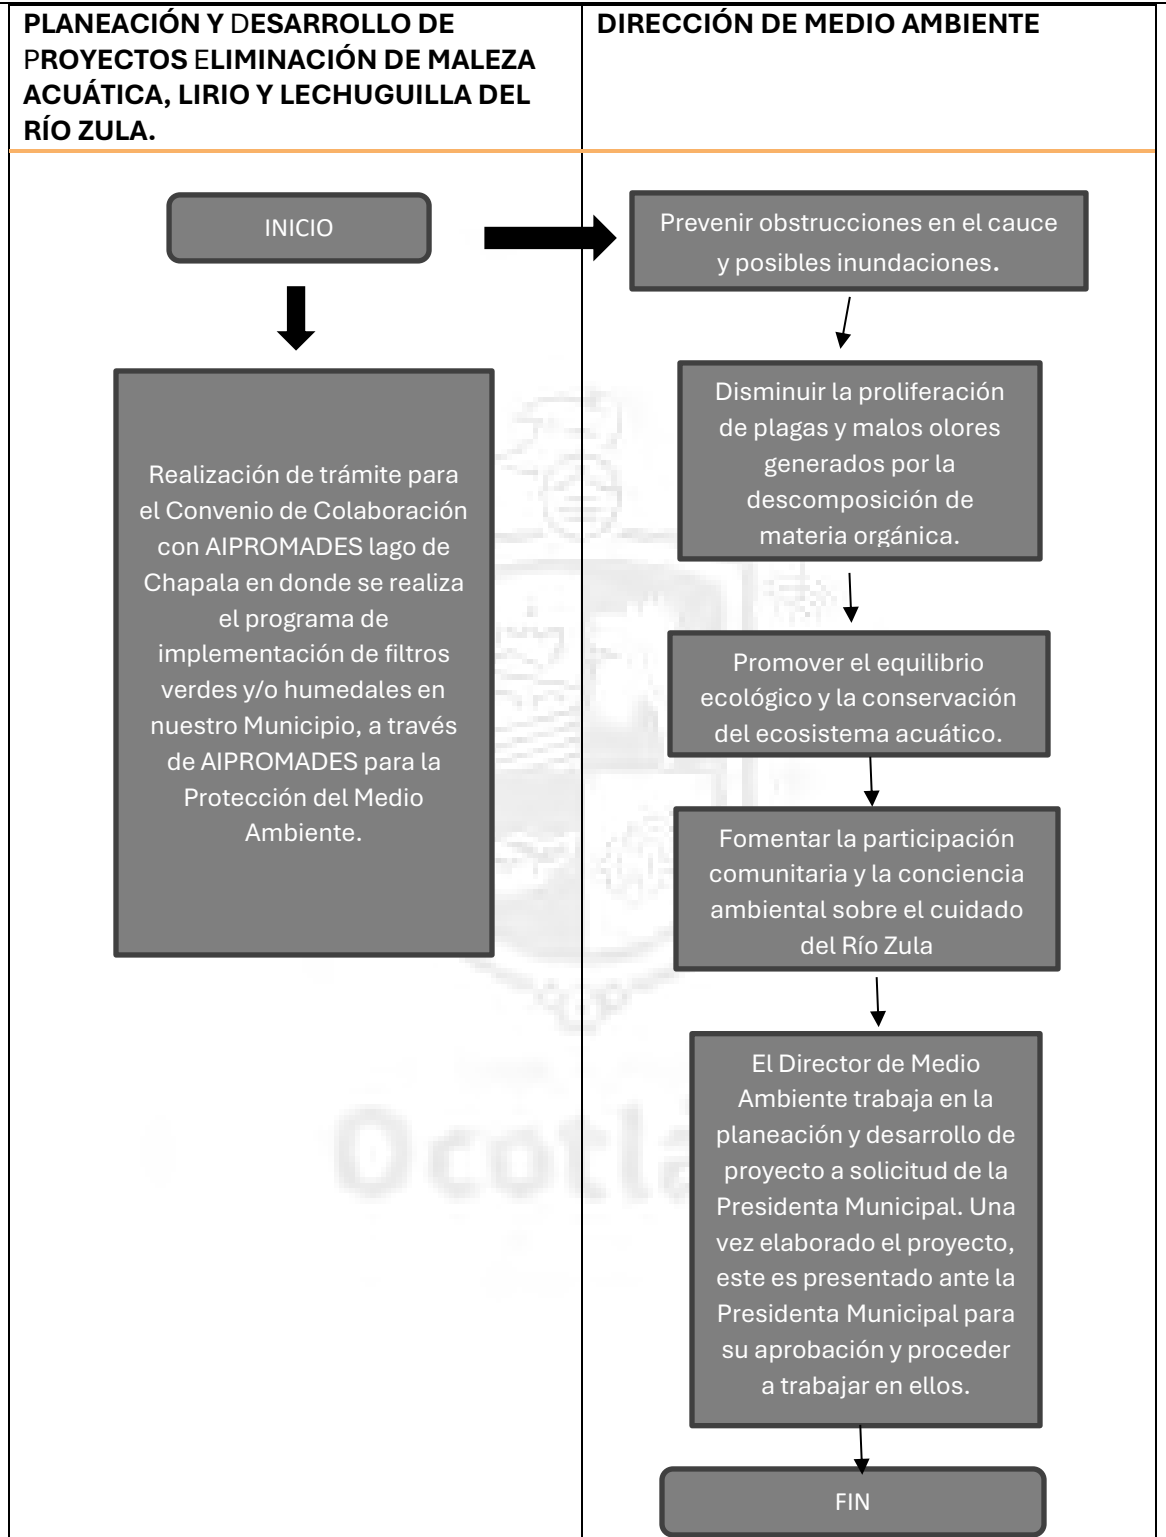 PLANEACIÓN Y DESARROLLO DE
PROYECTOS ELIMINACIÓN DE MALEZA
ACUÁTICA, LIRIO Y LECHUGUILLA DEL
RÍO ZULA.
DIRECCIÓN DE MEDIO AMBIENTE
INICIO
Realización de trámite para
el Convenio de Colaboración
con AIPROMADES lago de
Chapala en donde se realiza
el programa de
implementación de filtros
verdes y/o humedales en
nuestro Municipio, a través
de AIPROMADES para la
Protección del Medio
Ambiente.
Prevenir obstrucciones en el cauce
y posibles inundaciones.
Disminuir la proliferación
de plagas y malos olores
generados por la
descomposición de
materia orgánica.
Promover el equilibrio
ecológico y la conservación
del ecosistema acuático.
Fomentar la participación
comunitaria y la conciencia
ambiental sobre el cuidado
del Río Zula
El Director de Medio
Ambiente trabaja en la
planeación y desarrollo de
proyecto a solicitud de la
Presidenta Municipal. Una
vez elaborado el proyecto,
este es presentado ante la
Presidenta Municipal para
su aprobación y proceder
a trabajar en ellos.
FIN